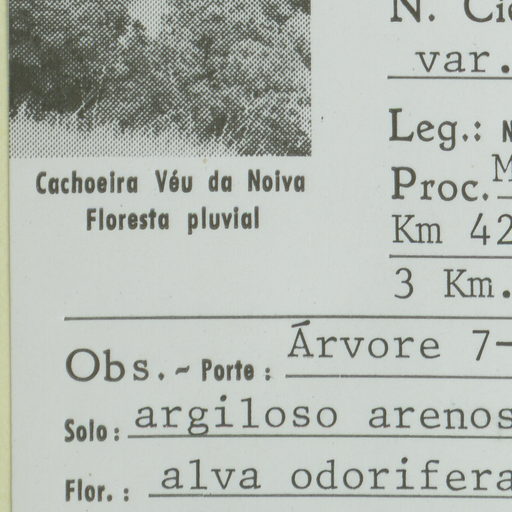 N. Cie
var.
Leg.: N
Proc. M
Km 42
3 Km.
Cachoeira Véu da Noiva
Floresta pluvial
Obs. - Porte: Árvore 7-
Solo: argiloso arenos
Flor.: alva odorifera